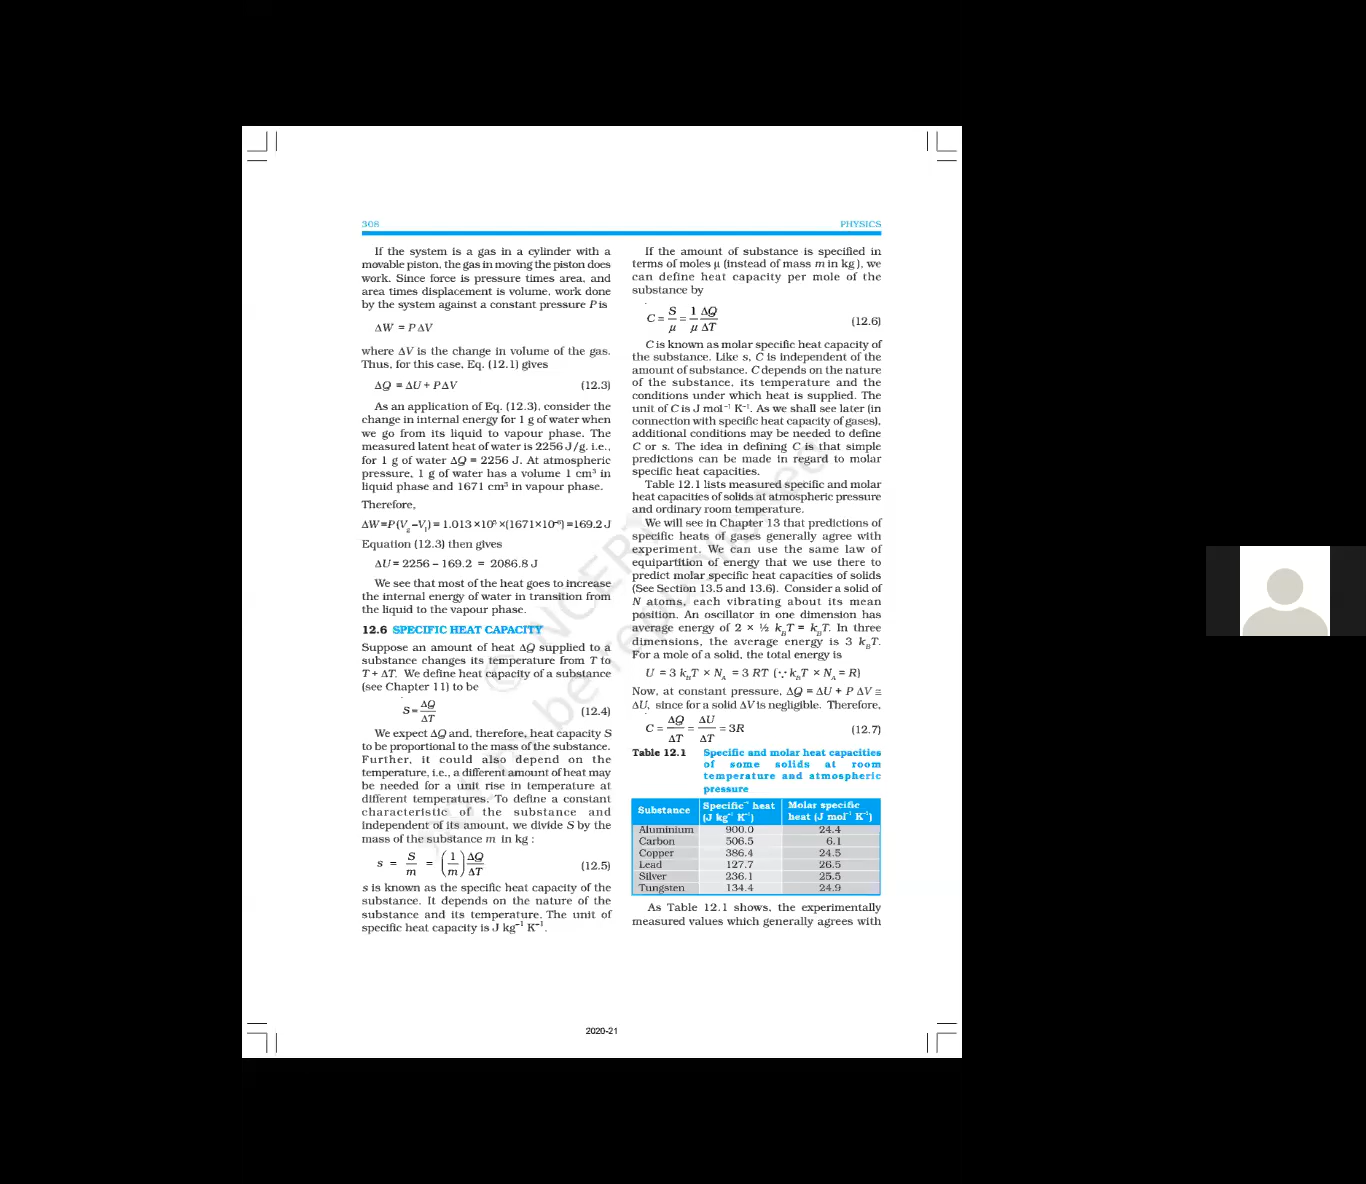 308
PHYSICS
If the system is a gas in a cylinder with a
movable piston, the gas in moving the piston does
work. Since force is pressure times area, and
area times displacement is volume, work done
by the system against a constant pressure P is
ΔW = P ΔV
where ΔV is the change in volume of the gas.
Thus, for this case, Eq. (12.1) gives
ΔQ = ΔU + P ΔV (12.3)
As an application of Eq. (12.3), consider the
change in internal energy for 1 g of water when
we go from its liquid to vapour phase. The
measured latent heat of water is 2256 J/g. i.e.,
for 1 g of water ΔQ = 2256 J. At atmospheric
pressure, 1 g of water has a volume 1 cm³ in
liquid phase and 1671 cm³ in vapour phase.
Therefore,
ΔW=P(Vg –Vl) = 1.013 ×10⁵ ×(1671×10⁻⁶) =169.2 J
Equation (12.3) then gives
ΔU = 2256 – 169.2 = 2086.8 J
We see that most of the heat goes to increase
the internal energy of water in transition from
the liquid to the vapour phase.
12.6 SPECIFIC HEAT CAPACITY
Suppose an amount of heat ΔQ supplied to a
substance changes its temperature from T to
T + ΔT. We define heat capacity of a substance
(see Chapter 11) to be
S = ΔQ/ΔT (12.4)
We expect ΔQ and, therefore, heat capacity S
to be proportional to the mass of the substance.
Further, it could also depend on the
temperature, i.e., a different amount of heat may
be needed for a unit rise in temperature at
different temperatures. To define a constant
characteristic of the substance and
independent of its amount, we divide S by the
mass of the substance m in kg :
s = S/m = (1/m) ΔQ/ΔT (12.5)
s is known as the specific heat capacity of the
substance. It depends on the nature of the
substance and its temperature. The unit of
specific heat capacity is J kg⁻¹ K⁻¹.
If the amount of substance is specified in
terms of moles μ (instead of mass m in kg ), we
can define heat capacity per mole of the
substance by
C = S/μ = 1/μ ΔQ/ΔT (12.6)
C is known as molar specific heat capacity of
the substance. Like s, C is independent of the
amount of substance. C depends on the nature
of the substance, its temperature and the
conditions under which heat is supplied. The
unit of C is J mol⁻¹ K⁻¹. As we shall see later (in
connection with specific heat capacity of gases),
additional conditions may be needed to define
C or s. The idea in defining C is that simple
predictions can be made in regard to molar
specific heat capacities.
Table 12.1 lists measured specific and molar
heat capacities of solids at atmospheric pressure
and ordinary room temperature.
We will see in Chapter 13 that predictions of
specific heats of gases generally agree with
experiment. We can use the same law of
equipartition of energy that we use there to
predict molar specific heat capacities of solids
(See Section 13.5 and 13.6). Consider a solid of
N atoms, each vibrating about its mean
position. An oscillator in one dimension has
average energy of 2 × ½ kBT = kBT. In three
dimensions, the average energy is 3 kBT.
For a mole of a solid, the total energy is
U = 3 kBT × NA = 3 RT (∵ kBT × NA = R)
Now, at constant pressure, ΔQ = ΔU + P ΔV ≅
ΔU, since for a solid ΔV is negligible. Therefore,
C = ΔQ/ΔT = ΔU/ΔT = 3R (12.7)
Table 12.1 Specific and molar heat capacities
of some solids at room
temperature and atmospheric
pressure
Substance Specific heat (J kg⁻¹ K⁻¹) Molar specific heat (J mol⁻¹ K⁻¹)
Aluminium 900.0 24.4
Carbon 506.5 6.1
Copper 386.4 24.5
Lead 127.7 26.5
Silver 236.1 25.5
Tungsten 134.4 24.9
As Table 12.1 shows, the experimentally
measured values which generally agrees with
© NCERT
be republished
2020-21